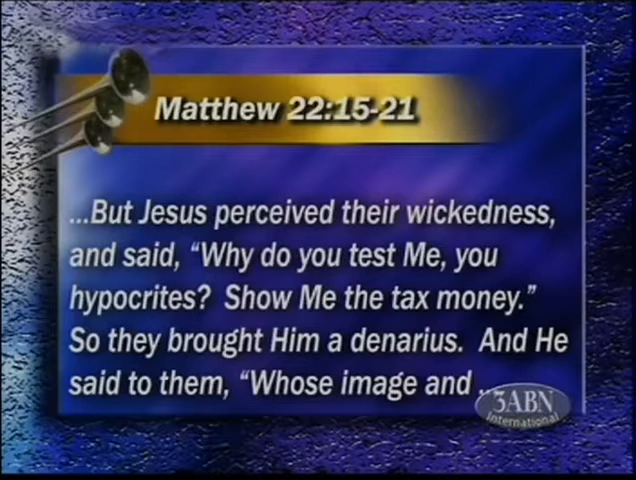 Matthew 22:15-21
...But Jesus perceived their wickedness,
and said, “Why do you test Me, you
hypocrites?  Show Me the tax money.”
So they brought Him a denarius.  And He
said to them, “Whose image and ...
3ABN
International